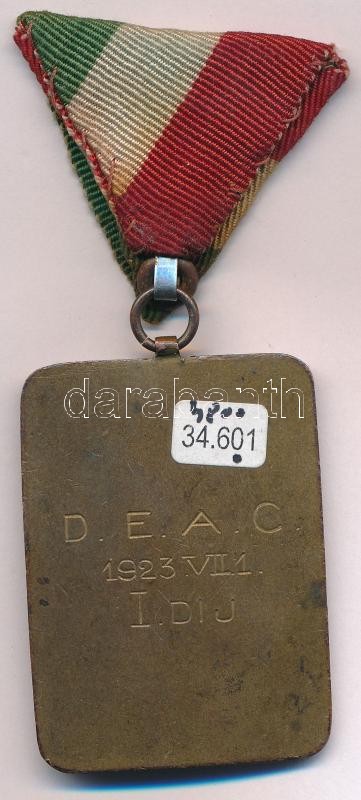 darabanth
4800
34.601
D. E. A. C.
1923 VII.1.
I. DIJ